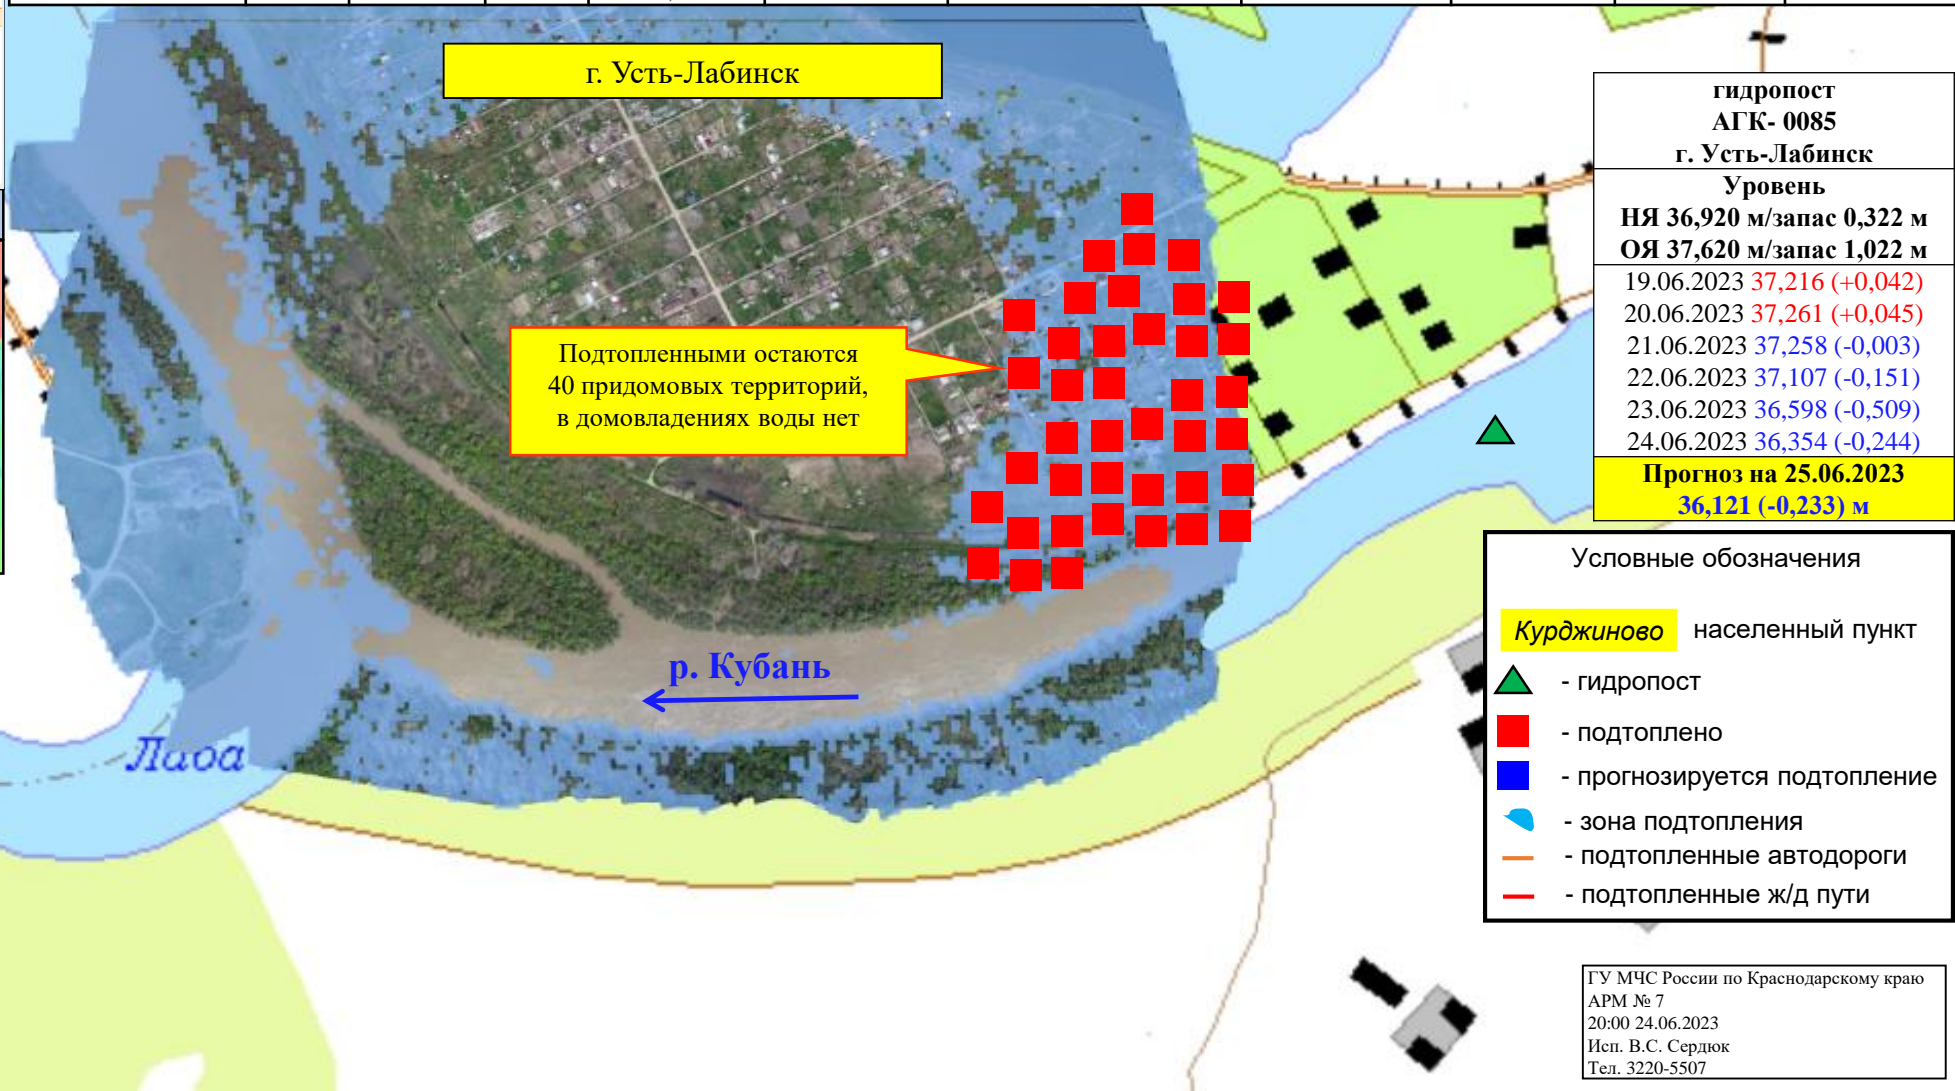 г. Усть-Лабинск
гидропост
АГК- 0085
г. Усть-Лабинск
Уровень
НЯ 36,920 м/запас 0,322 м
ОЯ 37,620 м/запас 1,022 м
19.06.2023 37,216 (+0,042)
20.06.2023 37,261 (+0,045)
21.06.2023 37,258 (-0,003)
22.06.2023 37,107 (-0,151)
23.06.2023 36,598 (-0,509)
24.06.2023 36,354 (-0,244)
Прогноз на 25.06.2023
36,121 (-0,233) м
Подтопленными остаются
40 придомовых территорий,
в домовладениях воды нет
р. Кубань
Лаба
Условные обозначения
Курджиново населенный пункт
- гидропост
- подтоплено
- прогнозируется подтопление
- зона подтопления
- подтопленные автодороги
- подтопленные ж/д пути
ГУ МЧС России по Краснодарскому краю
АРМ № 7
20:00 24.06.2023
Исп. В.С. Сердюк
Тел. 3220-5507